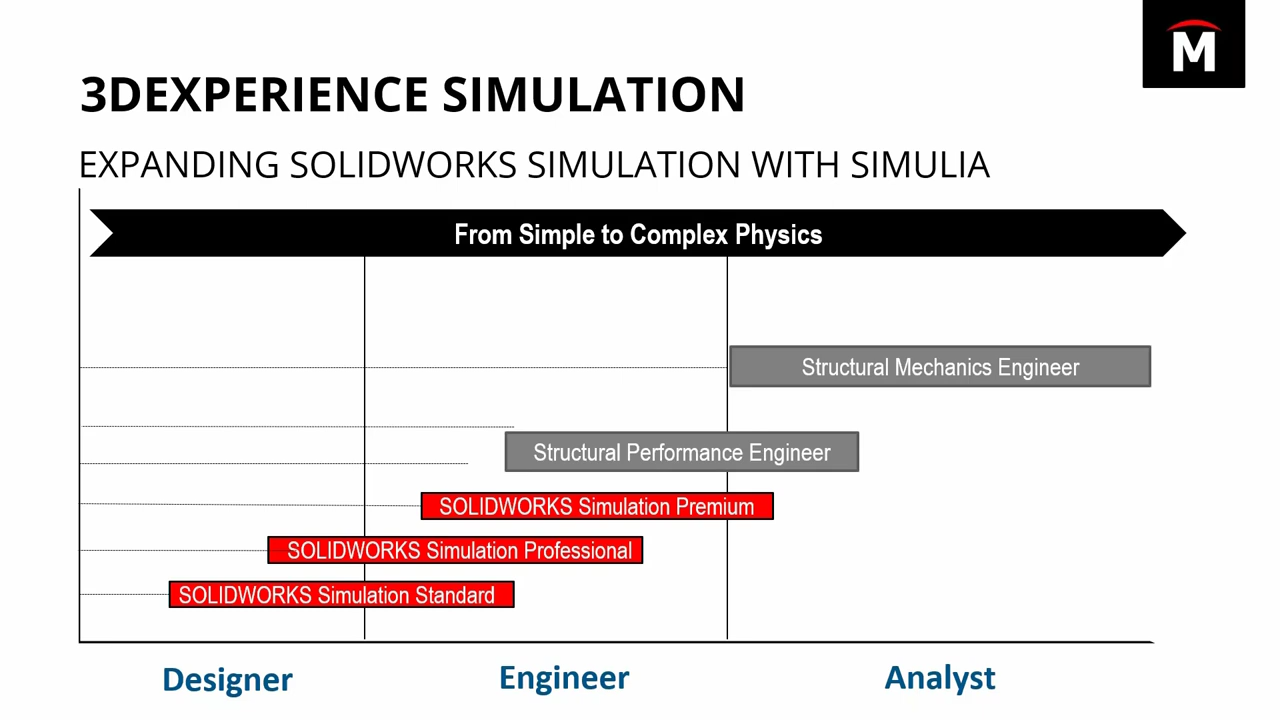 M
3DEXPERIENCE SIMULATION
EXPANDING SOLIDWORKS SIMULATION WITH SIMULIA
From Simple to Complex Physics
Structural Mechanics Engineer
Structural Performance Engineer
SOLIDWORKS Simulation Premium
SOLIDWORKS Simulation Professional
SOLIDWORKS Simulation Standard
Designer
Engineer
Analyst